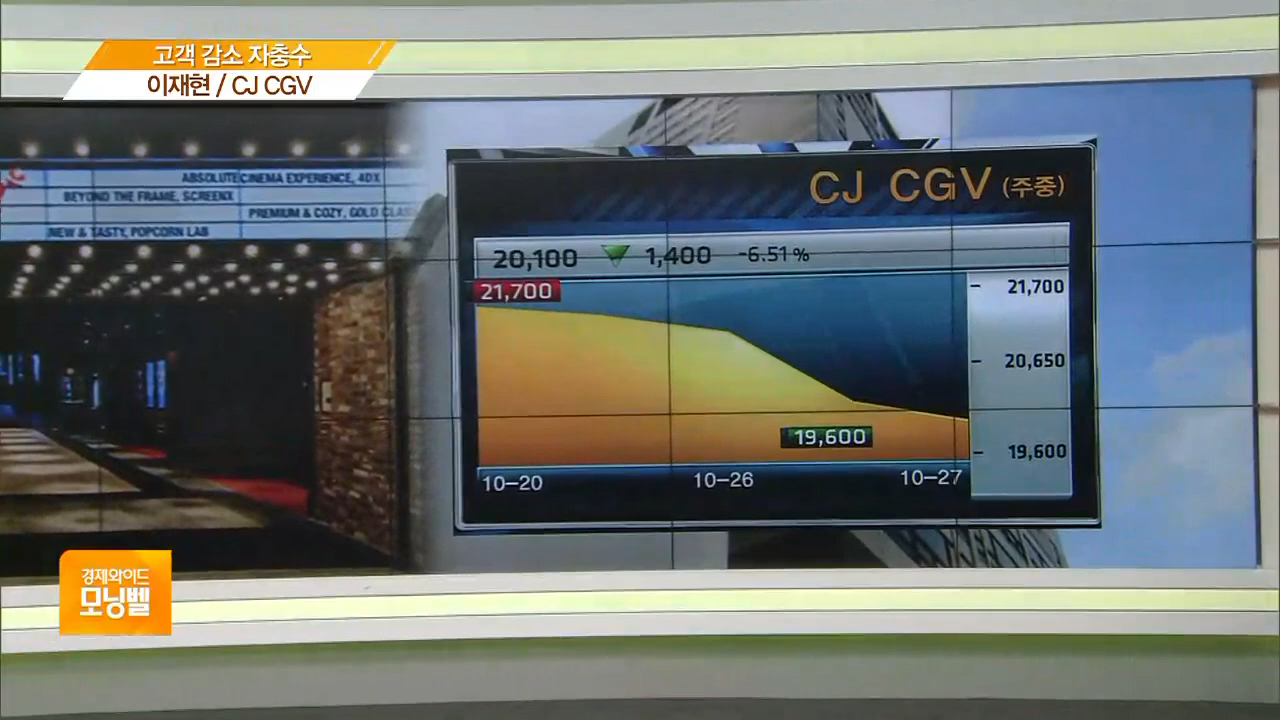 고객 감소 자충수
이재현 / CJ CGV
ABSOLUTE CINEMA EXPERIENCE, 4DX
BEYOND THE FRAME, SCREENX
PREMIUM & COZY, GOLD CLASS
NEW & TASTY, POPCORN LAB
CJ CGV (주중)
20,100 ▼ 1,400 -6.51%
21,700
21,700
20,650
19,600
19,600
10-20 10-26 10-27
경제와이드
모닝벨